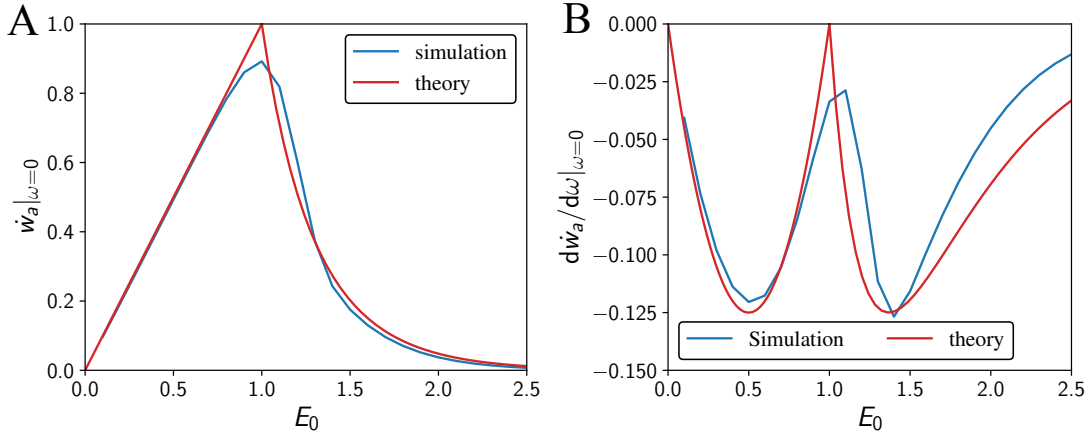 A
1.0
0.8
0.6
0.4
0.2
0.0
ẇₐ|ω=0
0.0 0.5 1.0 1.5 2.0 2.5
E₀
simulation
theory
B
0.000
−0.025
−0.050
−0.075
−0.100
−0.125
−0.150
dẇₐ/dω|ω=0
0.0 0.5 1.0 1.5 2.0 2.5
E₀
Simulation theory